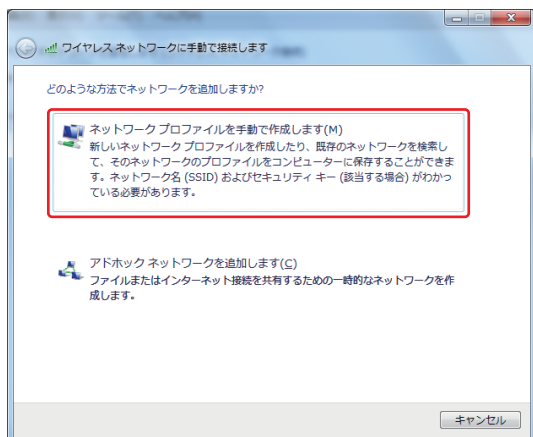 ワイヤレス ネットワークに手動で接続します
どのような方法でネットワークを追加しますか?
ネットワーク プロファイルを手動で作成します(M)
新しいネットワーク プロファイルを作成したり、既存のネットワークを検索し
て、そのネットワークのプロファイルをコンピューターに保存することができま
す。ネットワーク名 (SSID) およびセキュリティ キー (該当する場合) がわかっ
ている必要があります。
アドホック ネットワークを追加します(C)
ファイルまたはインターネット接続を共有するための一時的なネットワークを作
成します。
キャンセル